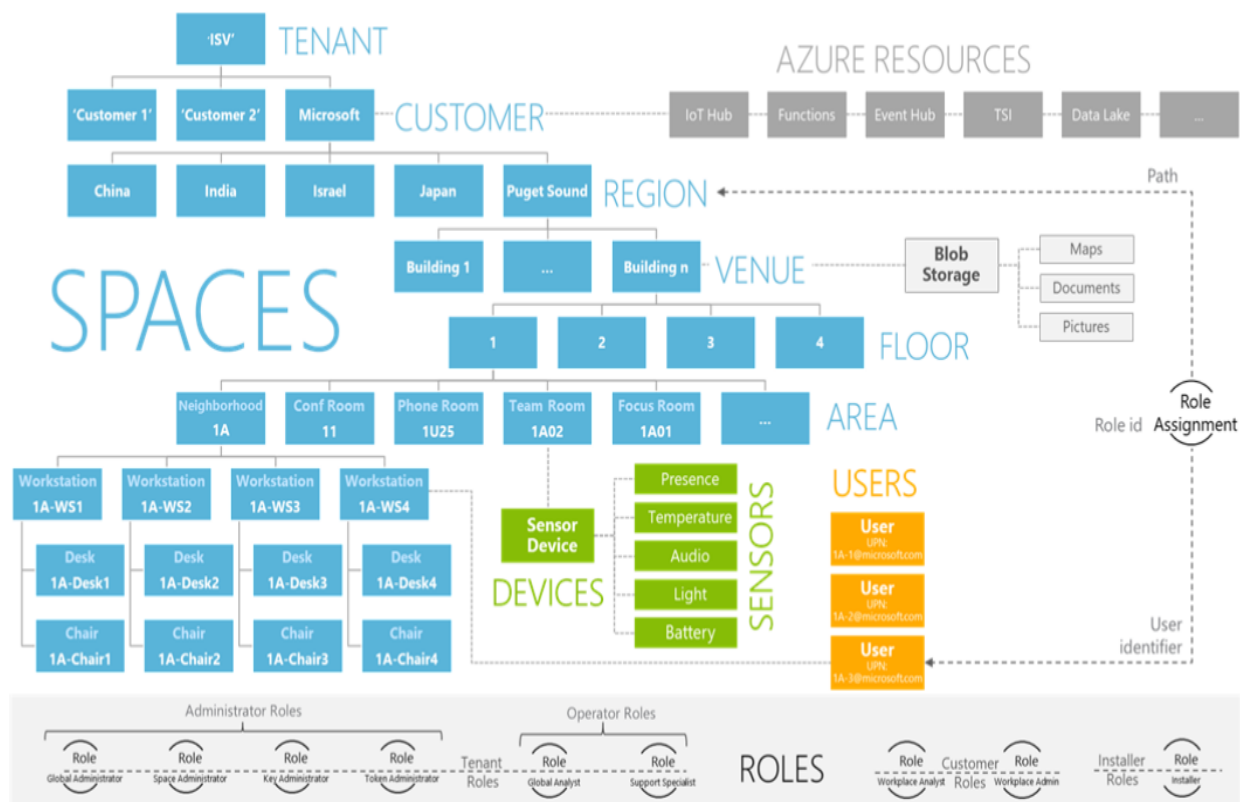 'ISV'
TENANT
AZURE RESOURCES
'Customer 1'
'Customer 2'
Microsoft
CUSTOMER
IoT Hub
Functions
Event Hub
TSI
Data Lake
...
China
India
Israel
Japan
Puget Sound
REGION
Path
SPACES
Building 1
...
Building n
VENUE
Blob
Storage
Maps
Documents
Pictures
1
2
3
4
FLOOR
Neighborhood
1A
Conf Room
11
Phone Room
1U25
Team Room
1A02
Focus Room
1A01
...
AREA
Role id
Role
Assignment
Workstation
1A-WS1
Workstation
1A-WS2
Workstation
1A-WS3
Workstation
1A-WS4
Desk
1A-Desk1
Desk
1A-Desk2
Desk
1A-Desk3
Desk
1A-Desk4
Chair
1A-Chair1
Chair
1A-Chair2
Chair
1A-Chair3
Chair
1A-Chair4
Sensor
Device
DEVICES
Presence
Temperature
Audio
Light
Battery
SENSORS
USERS
User
UPN:
1A-1@microsoft.com
User
UPN:
1A-2@microsoft.com
User
UPN:
1A-3@microsoft.com
User
identifier
Administrator Roles
Operator Roles
Role
Global Administrator
Role
Space Administrator
Role
Key Administrator
Role
Token Administrator
Tenant
Roles
Role
Global Analyst
Role
Support Specialist
ROLES
Role
Workplace Analyst
Customer
Roles
Role
Workplace Admin
Installer
Roles
Role
Installer